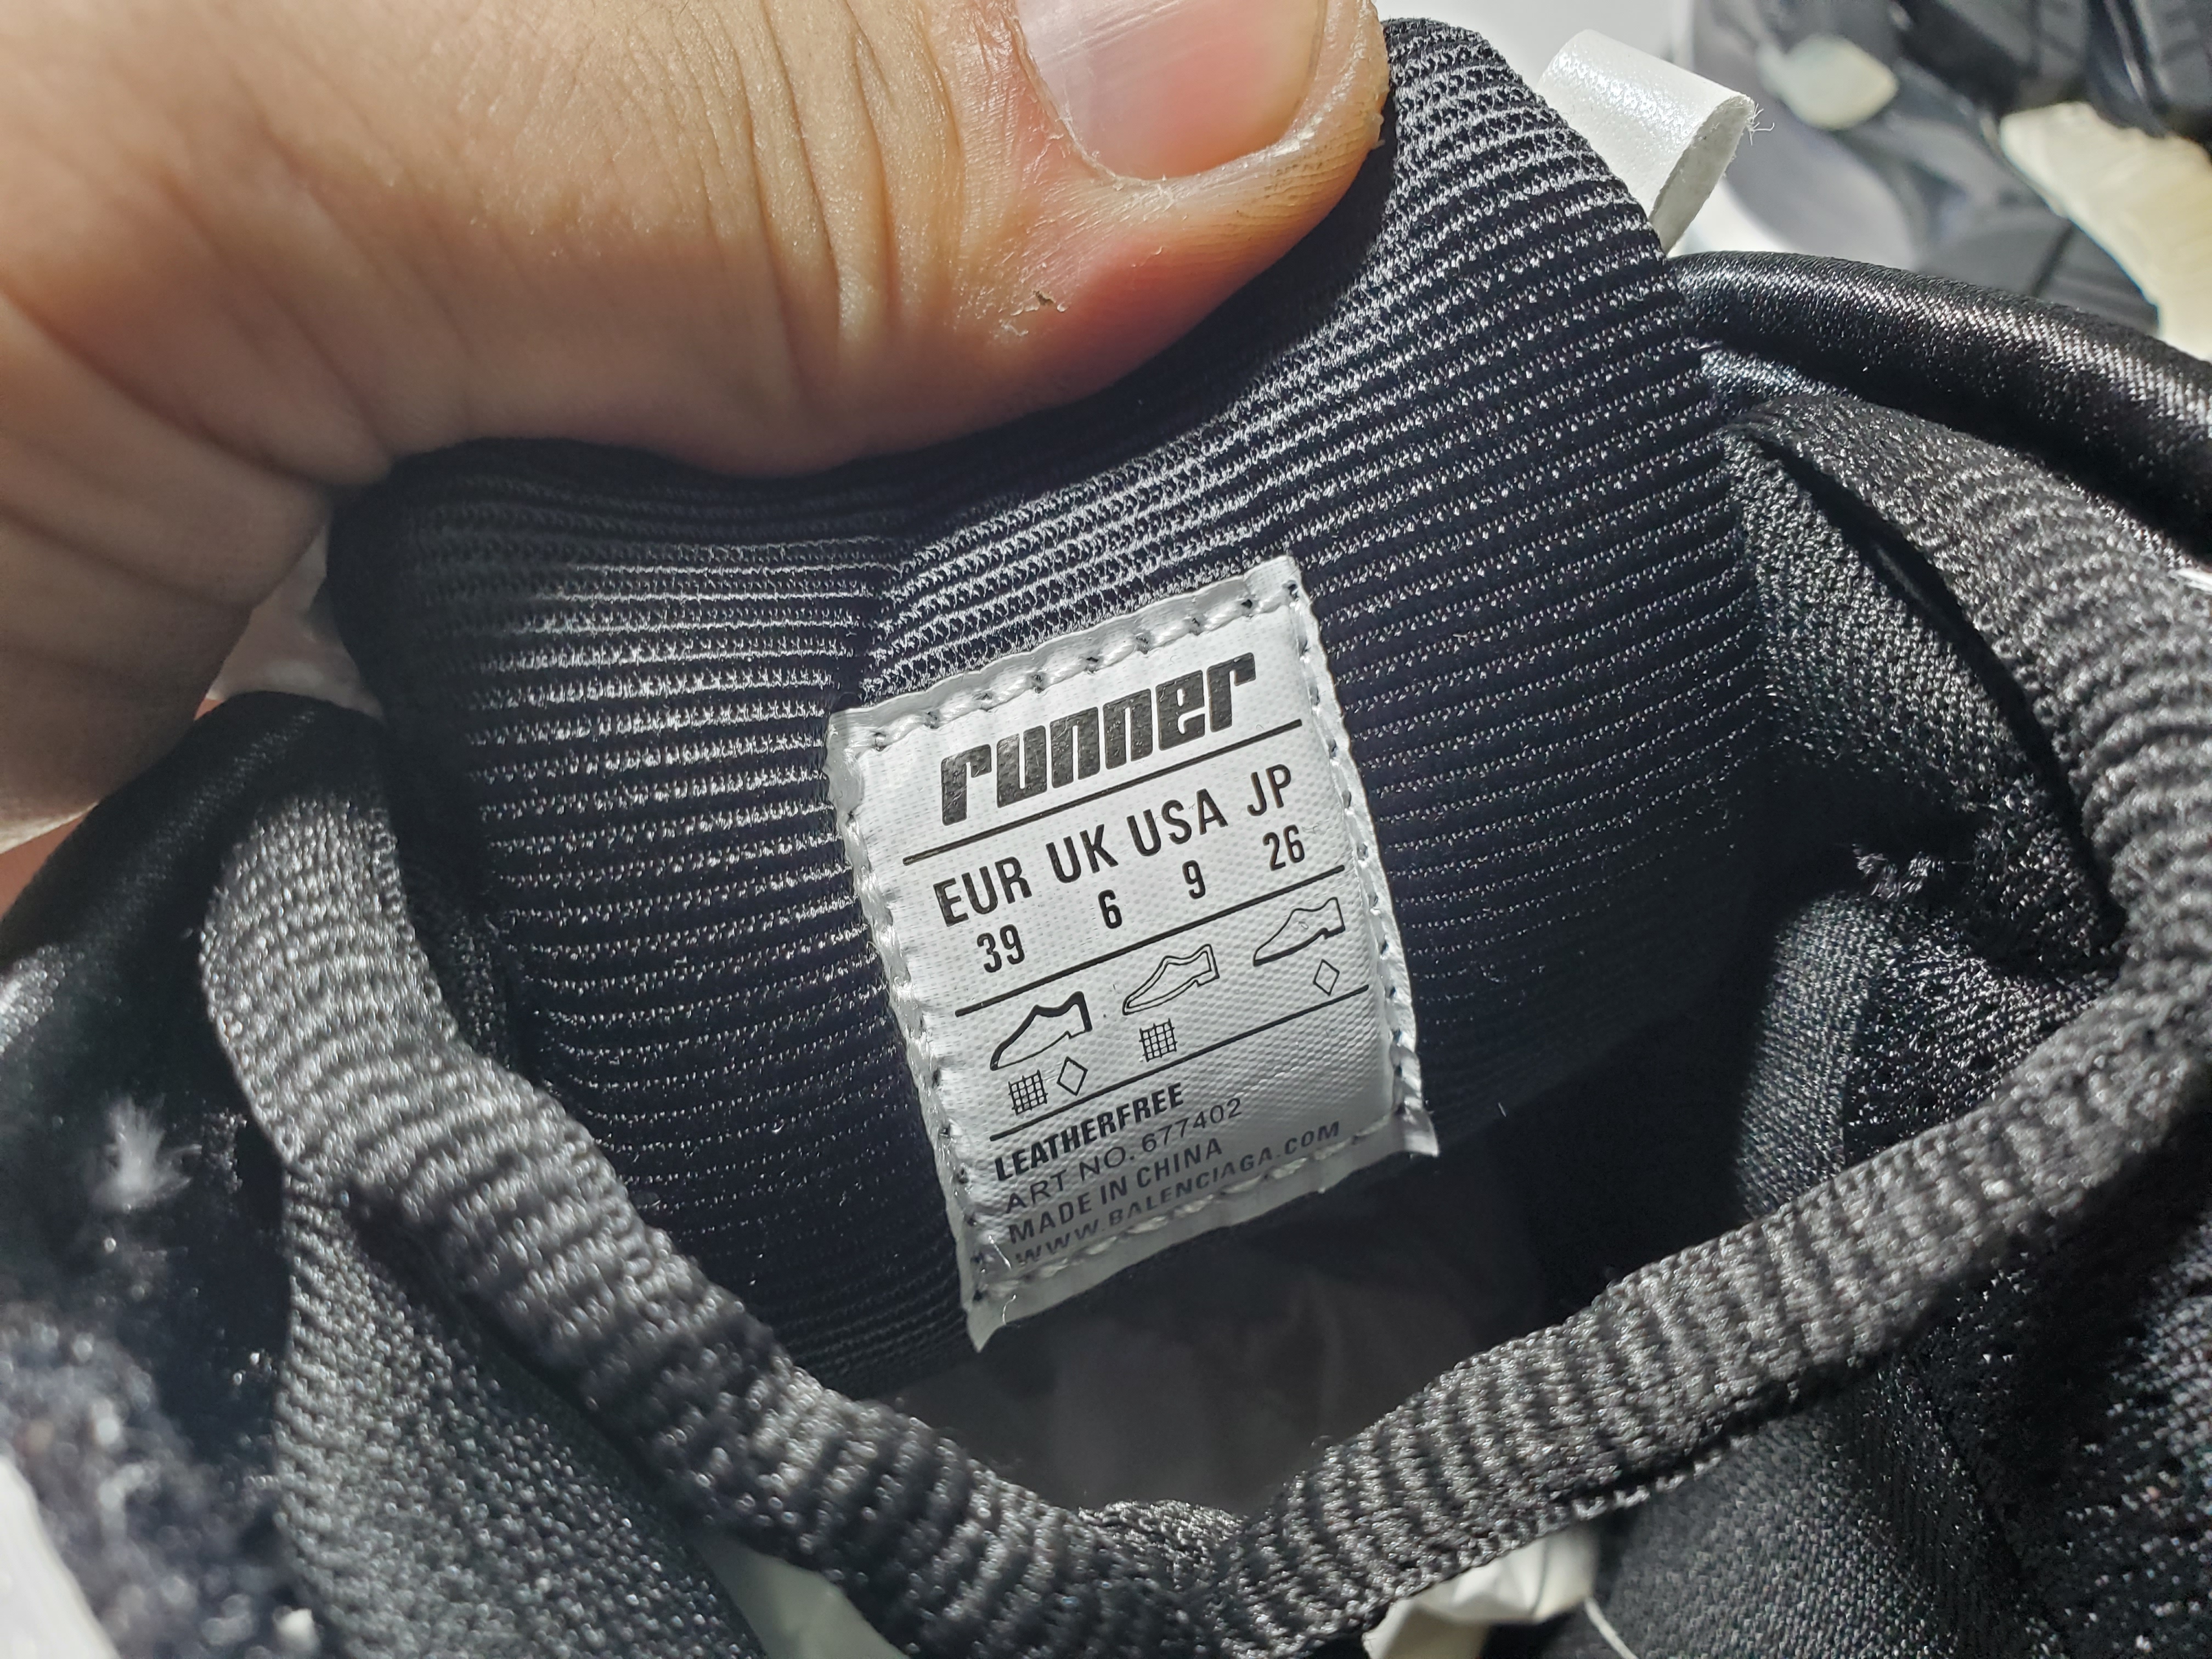 runner
EUR UK USA JP
39 6 9 26
LEATHERFREE
ART NO. 677402
MADE IN CHINA
WWW.BALENCIAGA.COM